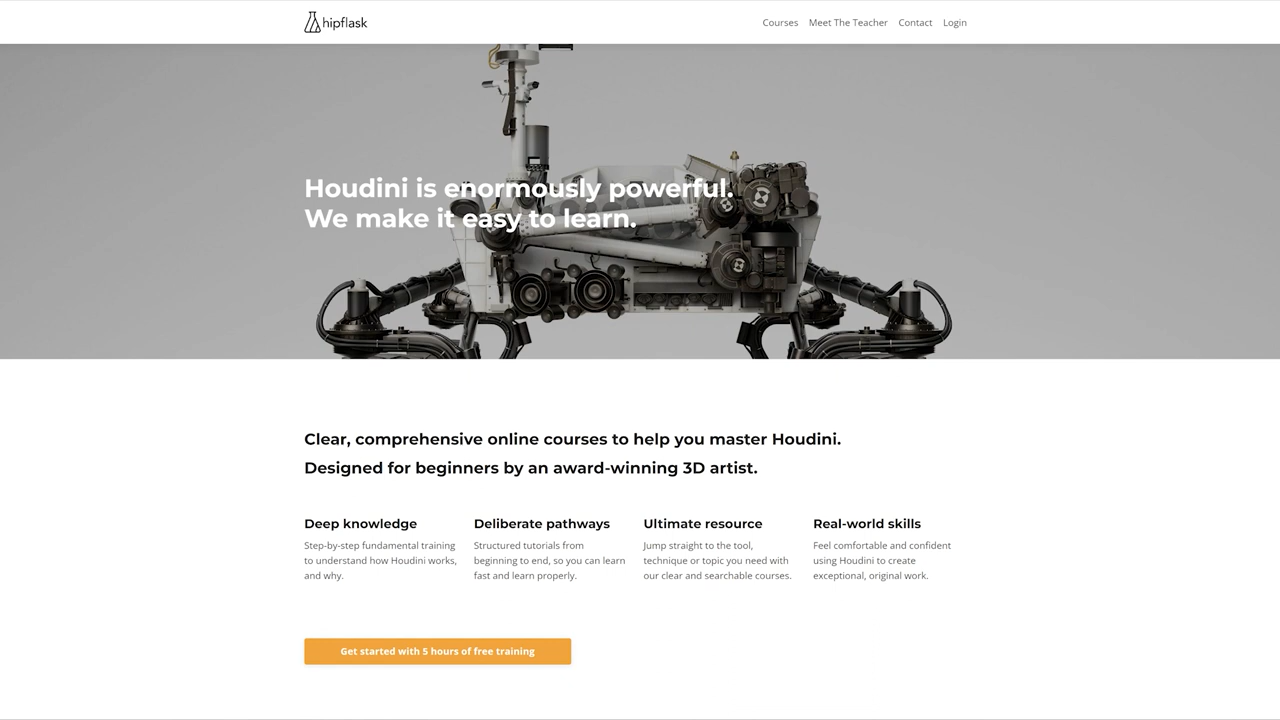 hipflask
Courses Meet The Teacher Contact Login
Houdini is enormously powerful.
We make it easy to learn.
Clear, comprehensive online courses to help you master Houdini.
Designed for beginners by an award-winning 3D artist.
Deep knowledge
Step-by-step fundamental training
to understand how Houdini works,
and why.
Deliberate pathways
Structured tutorials from
beginning to end, so you can learn
fast and learn properly.
Ultimate resource
Jump straight to the tool,
technique or topic you need with
our clear and searchable courses.
Real-world skills
Feel comfortable and confident
using Houdini to create
exceptional, original work.
Get started with 5 hours of free training